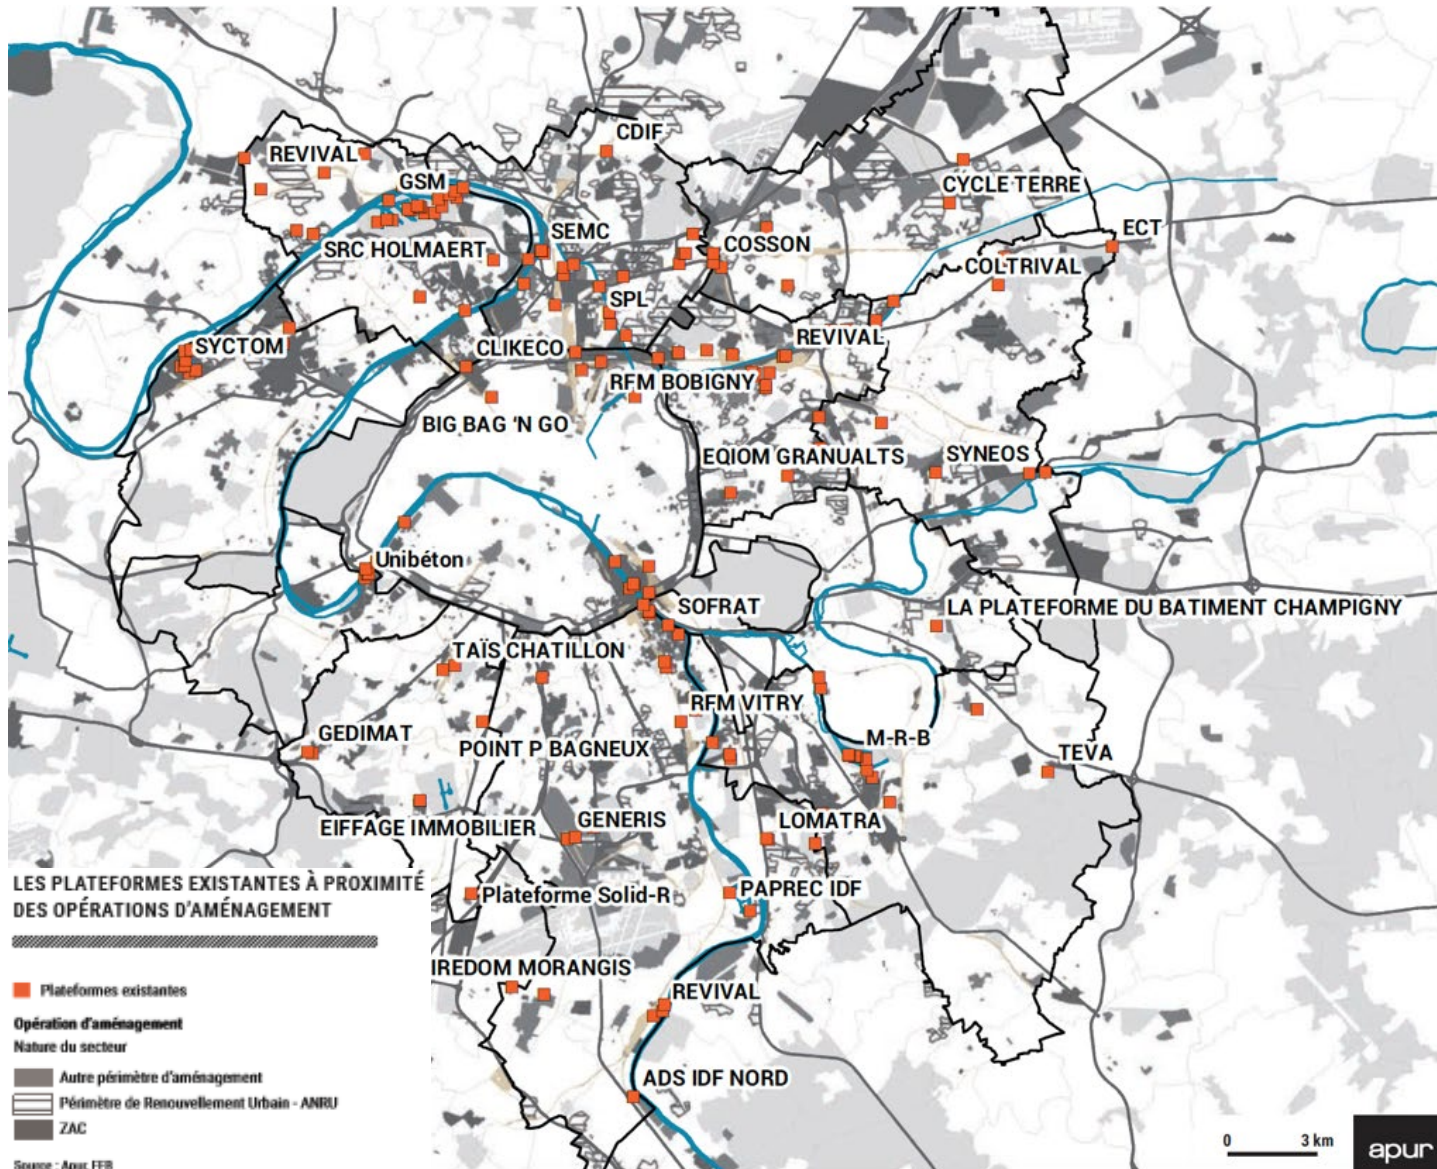 CDIF
REVIVAL
GSM
CYCLE TERRE
SEMC
COSSON
ECT
SRC HOLMAERT
COLTRIVAL
SPL
REVIVAL
SYCTOM
CLIKECO
RFM BOBIGNY
BIG BAG 'N GO
EQIOM GRANUALTS
SYNEOS
Unibéton
SOFRAT
LA PLATEFORME DU BATIMENT CHAMPIGNY
TAÏS CHATILLON
RFM VITRY
GEDIMAT
POINT P BAGNEUX
M-R-B
TEVA
EIFFAGE IMMOBILIER
GENERIS
LOMATRA
PAPREC IDF
Plateforme Solid-R
IREDOM MORANGIS
REVIVAL
ADS IDF NORD
LES PLATEFORMES EXISTANTES À PROXIMITÉ
DES OPÉRATIONS D'AMÉNAGEMENT
Plateformes existantes
Opération d'aménagement
Nature du secteur
Autre périmètre d'aménagement
Périmètre de Renouvellement Urbain - ANRU
ZAC
Source : Apur, FFB
0 3 km
apur